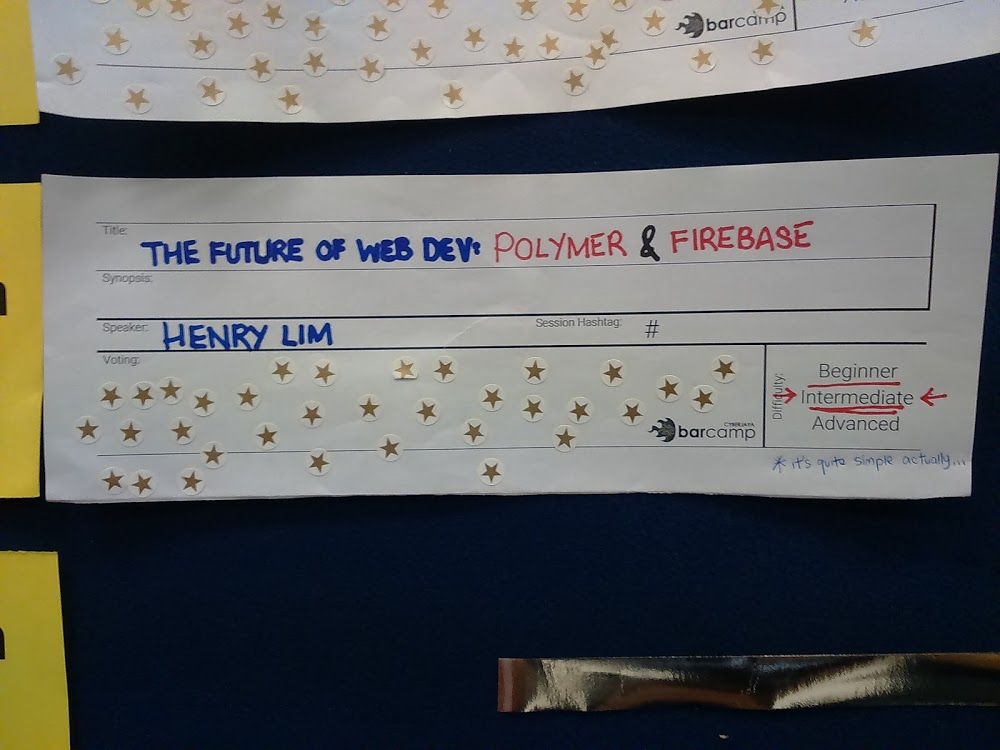 barcamp
Title:
THE FUTURE OF WEB DEV: POLYMER & FIREBASE
Synopsis:
Speaker: HENRY LIM
Session Hashtag: #
Voting:
Difficulty:
Beginner
Intermediate
Advanced
CYBERJAYA
barcamp
* it's quite simple actually...